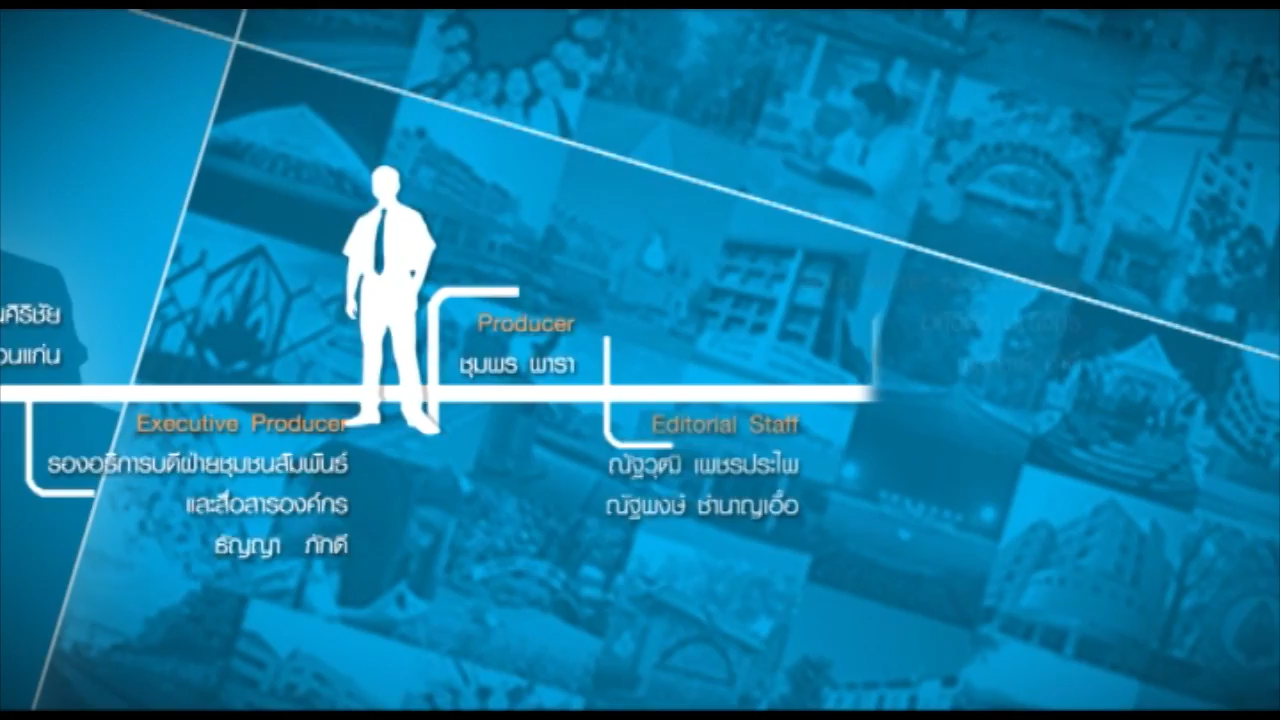 นศิริชัย
อนแก่น
Executive Producer
รองอธิการบดีฝ่ายชุมชนสัมพันธ์
และสื่อสารองค์กร
ธัญญา ภักดี
Producer
ชุมพร พารา
Editorial Staff
ณัฐวุฒิ เพชรประไพ
ณัฐพงษ์ ชำนาญเอื้อ